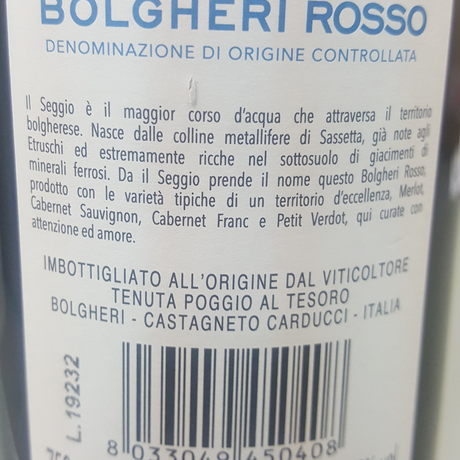 BOLGHERI ROSSO
DENOMINAZIONE DI ORIGINE CONTROLLATA
Il Seggio è il maggior corso d'acqua che attraversa il territorio
bolgherese. Nasce dalle colline metallifere di Sassetta, già note agli
Etruschi ed estremamente ricche nel sottosuolo di giacimenti di
minerali ferrosi. Da il Seggio prende il nome questo Bolgheri Rosso,
prodotto con le varietà tipiche di un territorio d'eccellenza, Merlot,
Cabernet Sauvignon, Cabernet Franc e Petit Verdot, qui curate con
attenzione ed amore.
IMBOTTIGLIATO ALL'ORIGINE DAL VITICOLTORE
TENUTA POGGIO AL TESORO
BOLGHERI - CASTAGNETO CARDUCCI - ITALIA
L. 19232
8 033049 450408